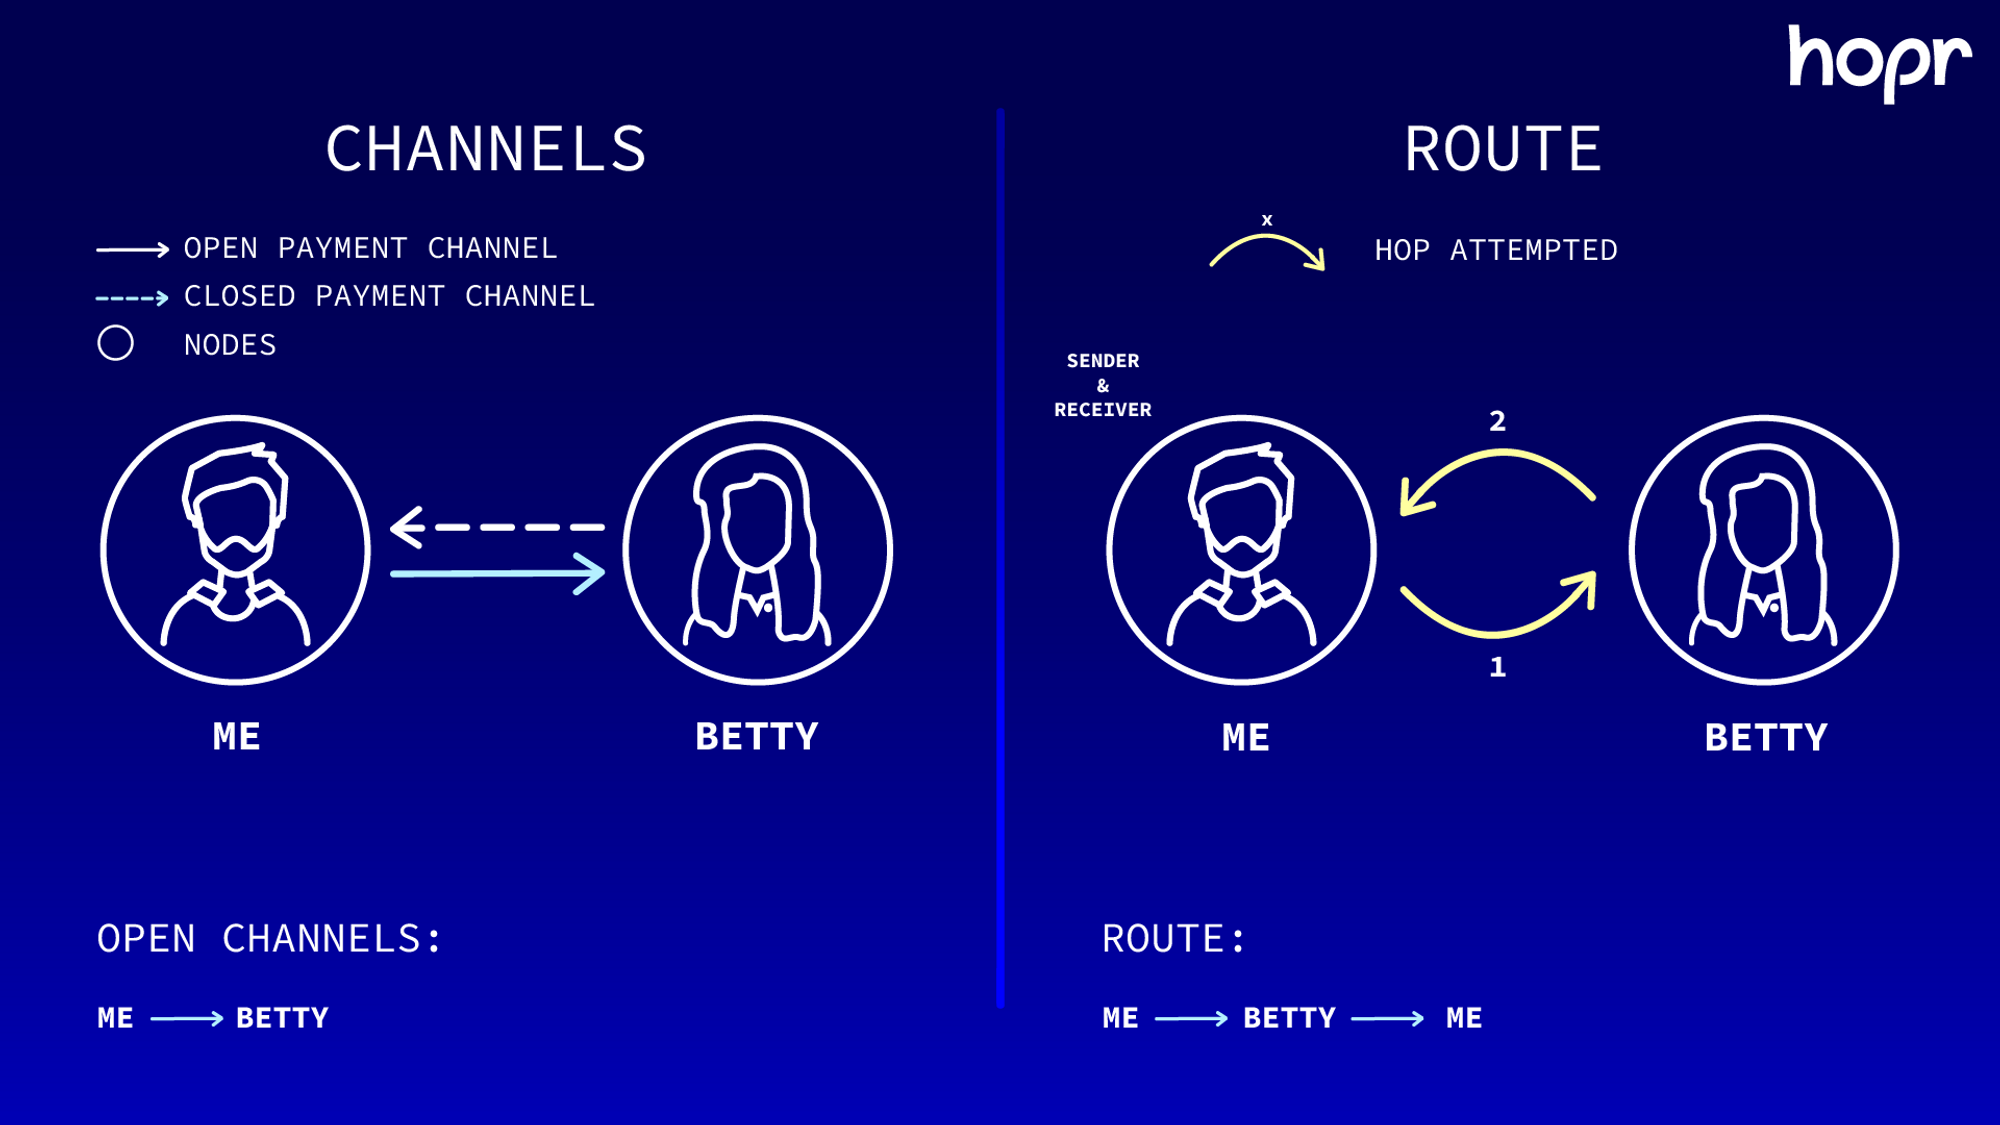 hopr
CHANNELS
OPEN PAYMENT CHANNEL
CLOSED PAYMENT CHANNEL
NODES
ME
BETTY
OPEN CHANNELS:
ME BETTY
ROUTE
x
HOP ATTEMPTED
SENDER
&
RECEIVER
2
1
ME
BETTY
ROUTE:
ME BETTY ME